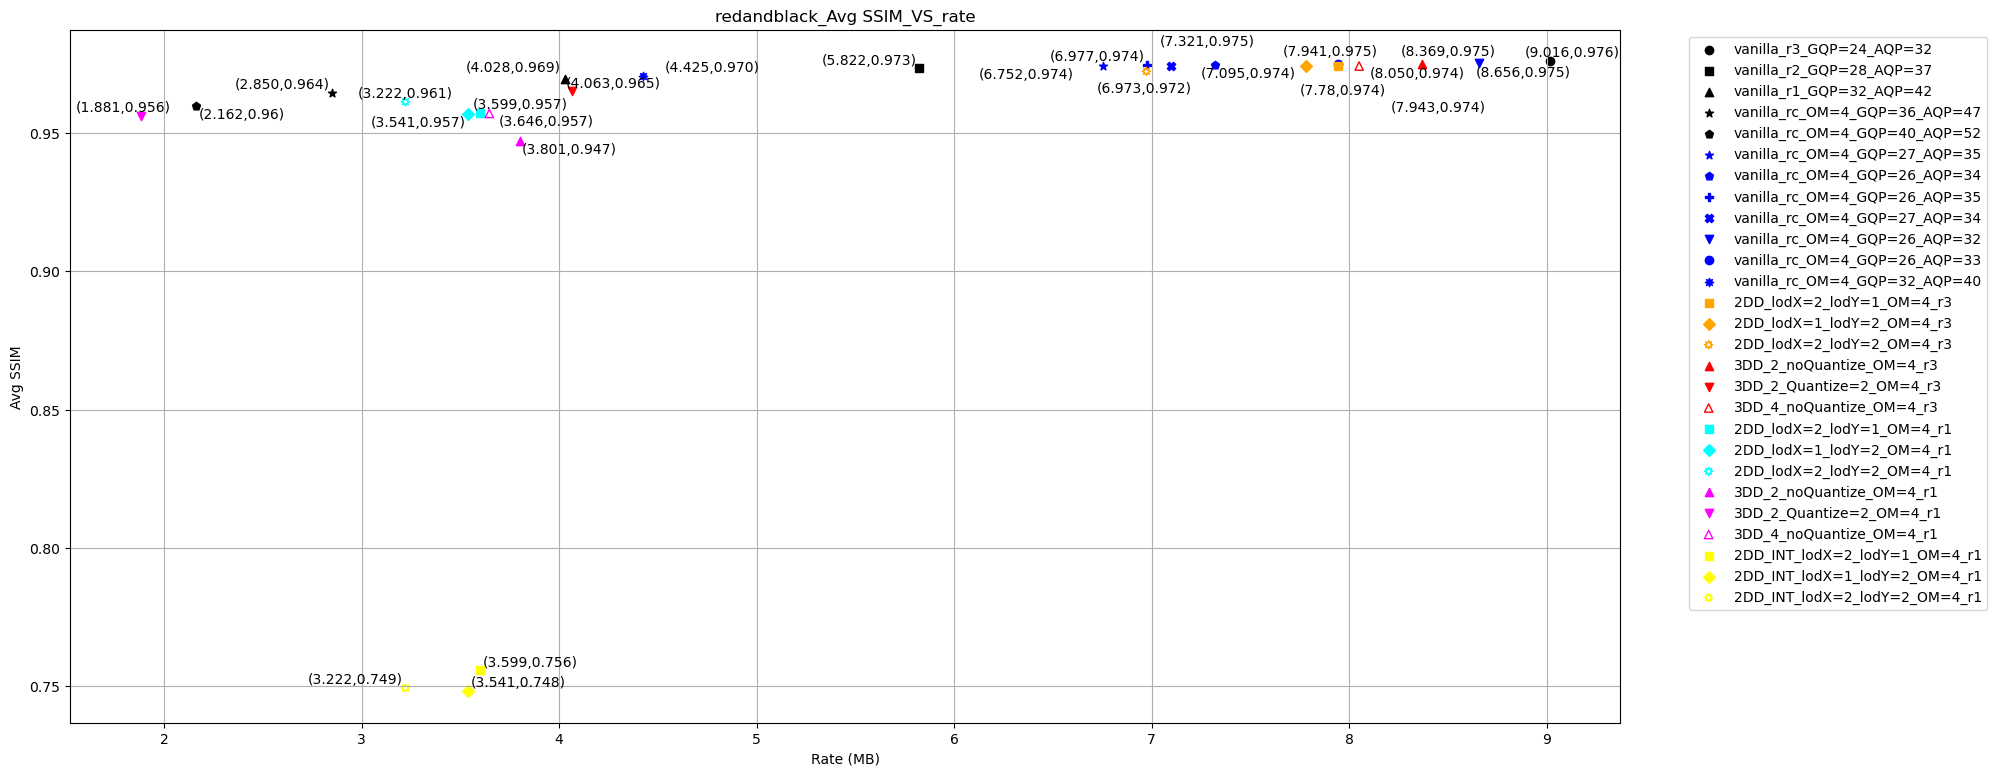 redandblack_Avg SSIM_VS_rate
(7.321,0.975)
(6.977,0.974)
(7.941,0.975)
(8.369,0.975)
(9.016,0.976)
(5.822,0.973)
(4.028,0.969)
(4.425,0.970)
(6.752,0.974)
(7.095,0.974)
(8.050,0.974)
(8.656,0.975)
(2.850,0.964)
(4.063,0.965)
(6.973,0.972)
(7.78,0.974)
(3.222,0.961)
(1.881,0.956)
(2.162,0.96)
(3.599,0.957)
(7.943,0.974)
(3.541,0.957)
(3.646,0.957)
(3.801,0.947)
(3.599,0.756)
(3.222,0.749)
(3.541,0.748)
0.95
0.90
0.85
0.80
0.75
Avg SSIM
2 3 4 5 6 7 8 9
Rate (MB)
vanilla_r3_GQP=24_AQP=32
vanilla_r2_GQP=28_AQP=37
vanilla_r1_GQP=32_AQP=42
vanilla_rc_OM=4_GQP=36_AQP=47
vanilla_rc_OM=4_GQP=40_AQP=52
vanilla_rc_OM=4_GQP=27_AQP=35
vanilla_rc_OM=4_GQP=26_AQP=34
vanilla_rc_OM=4_GQP=26_AQP=35
vanilla_rc_OM=4_GQP=27_AQP=34
vanilla_rc_OM=4_GQP=26_AQP=32
vanilla_rc_OM=4_GQP=26_AQP=33
vanilla_rc_OM=4_GQP=32_AQP=40
2DD_lodX=2_lodY=1_OM=4_r3
2DD_lodX=1_lodY=2_OM=4_r3
2DD_lodX=2_lodY=2_OM=4_r3
3DD_2_noQuantize_OM=4_r3
3DD_2_Quantize=2_OM=4_r3
3DD_4_noQuantize_OM=4_r3
2DD_lodX=2_lodY=1_OM=4_r1
2DD_lodX=1_lodY=2_OM=4_r1
2DD_lodX=2_lodY=2_OM=4_r1
3DD_2_noQuantize_OM=4_r1
3DD_2_Quantize=2_OM=4_r1
3DD_4_noQuantize_OM=4_r1
2DD_INT_lodX=2_lodY=1_OM=4_r1
2DD_INT_lodX=1_lodY=2_OM=4_r1
2DD_INT_lodX=2_lodY=2_OM=4_r1